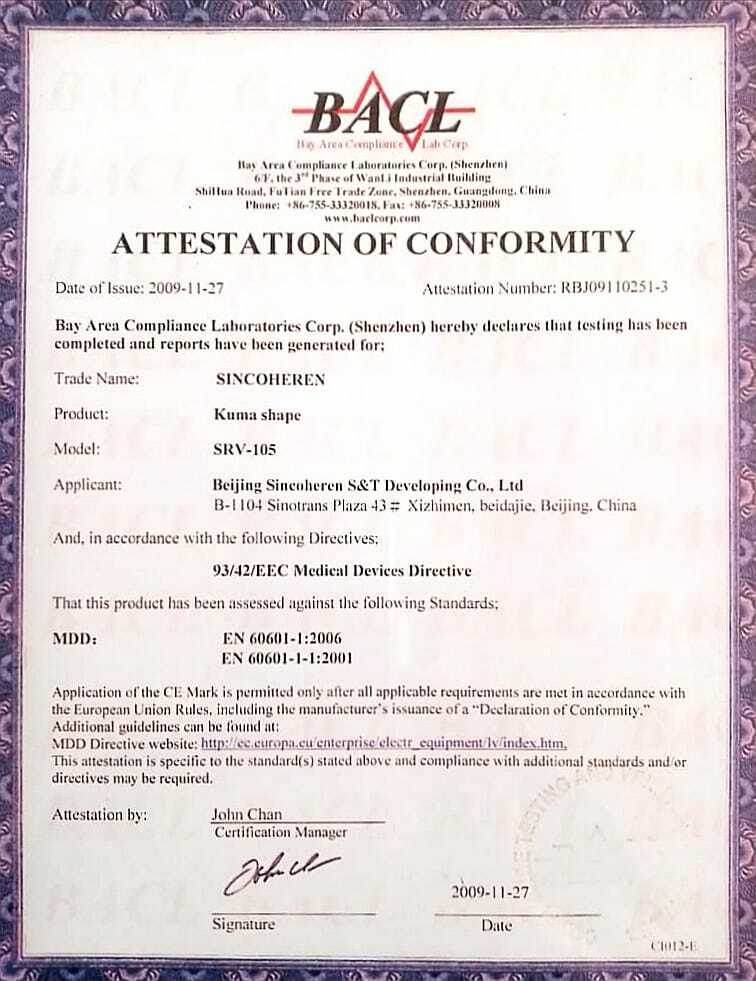 BACL
Bay Area Compliance Lab Corp.
Bay Area Compliance Laboratories Corp. (Shenzhen)
6/F, the 3rd Phase of WanLi Industrial Building
ShiHua Road, FuTian Free Trade Zone, Shenzhen, Guangdong, China
Phone: +86-755-33320018, Fax: +86-755-33320008
www.baclcorp.com
ATTESTATION OF CONFORMITY
Date of Issue: 2009-11-27 Attestation Number: RBJ09110251-3
Bay Area Compliance Laboratories Corp. (Shenzhen) hereby declares that testing has been
completed and reports have been generated for;
Trade Name: SINCOHEREN
Product: Kuma shape
Model: SRV-105
Applicant: Beijing Sincoheren S&T Developing Co., Ltd
B-1104 Sinotrans Plaza 43# Xizhimen, beidajie, Beijing, China
And, in accordance with the following Directives;
93/42/EEC Medical Devices Directive
That this product has been assessed against the following Standards;
MDD: EN 60601-1:2006
EN 60601-1-1:2001
Application of the CE Mark is permitted only after all applicable requirements are met in accordance with
the European Union Rules, including the manufacturer's issuance of a "Declaration of Conformity."
Additional guidelines can be found at:
MDD Directive website: http://ec.europa.eu/enterprise/electr_equipment/lv/index.htm.
This attestation is specific to the standard(s) stated above and compliance with additional standards and/or
directives may be required.
Attestation by: John Chan
Certification Manager
2009-11-27
Signature Date
CI012-E